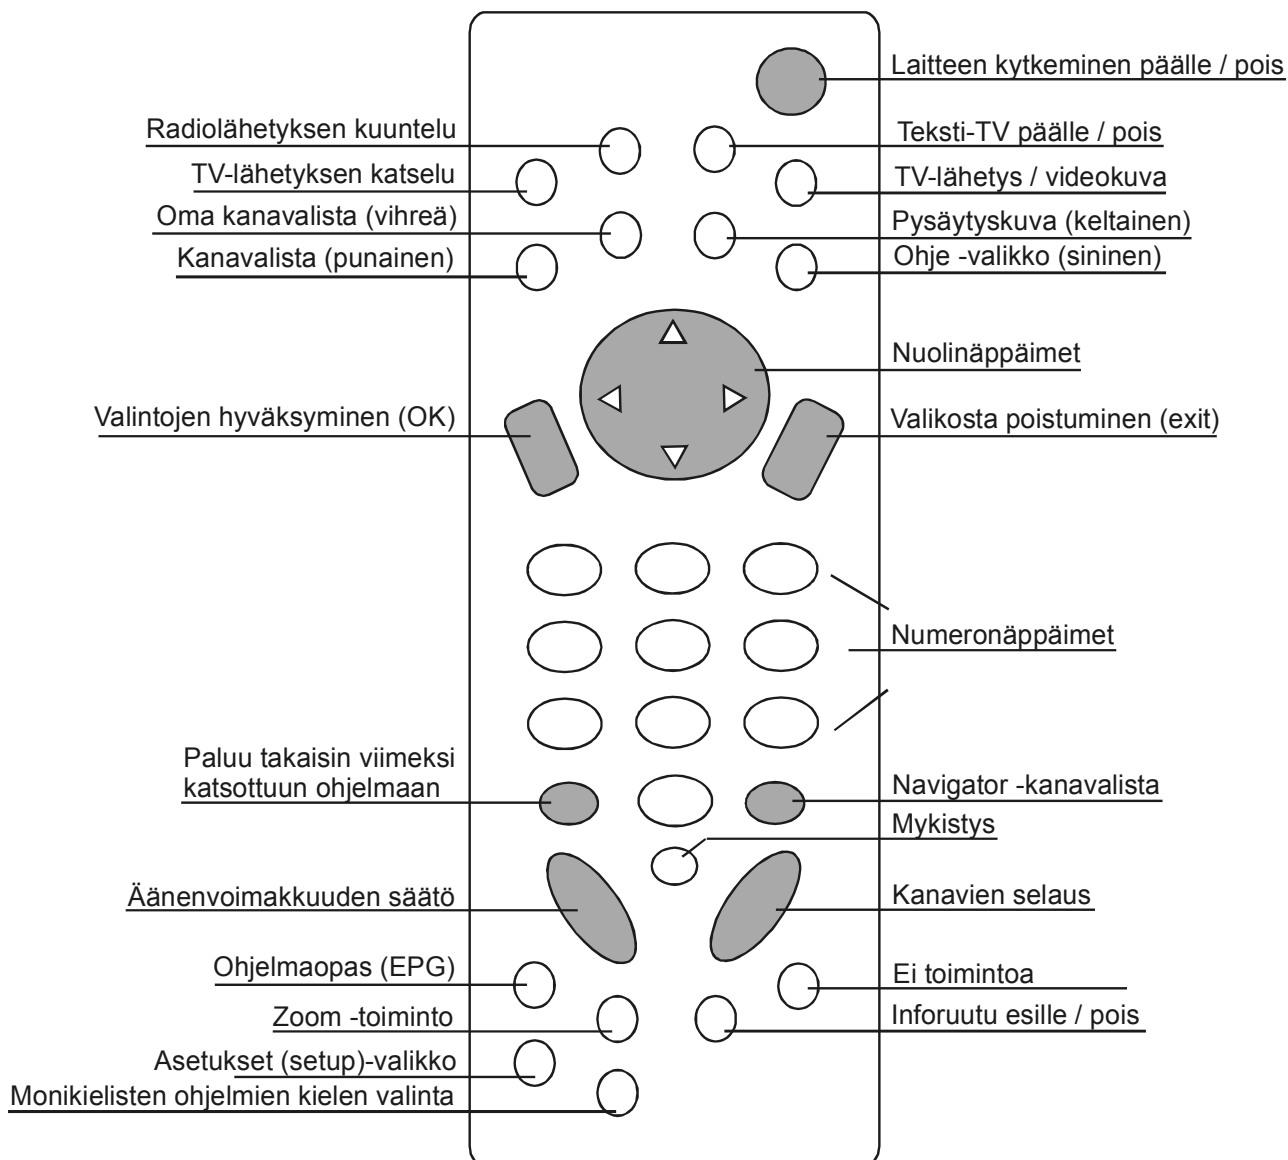 Laitteen kytkeminen päälle / pois
Radiolähetyksen kuuntelu
Teksti-TV päälle / pois
TV-lähetyksen katselu
TV-lähetys / videokuva
Oma kanavalista (vihreä)
Pysäytyskuva (keltainen)
Kanavalista (punainen)
Ohje -valikko (sininen)
Nuolinäppäimet
Valintojen hyväksyminen (OK)
Valikosta poistuminen (exit)
Numeronäppäimet
Paluu takaisin viimeksi
katsottuun ohjelmaan
Navigator -kanavalista
Mykistys
Äänenvoimakkuuden säätö
Kanavien selaus
Ohjelmaopas (EPG)
Ei toimintoa
Zoom -toiminto
Inforuutu esille / pois
Asetukset (setup)-valikko
Monikielisten ohjelmien kielen valinta